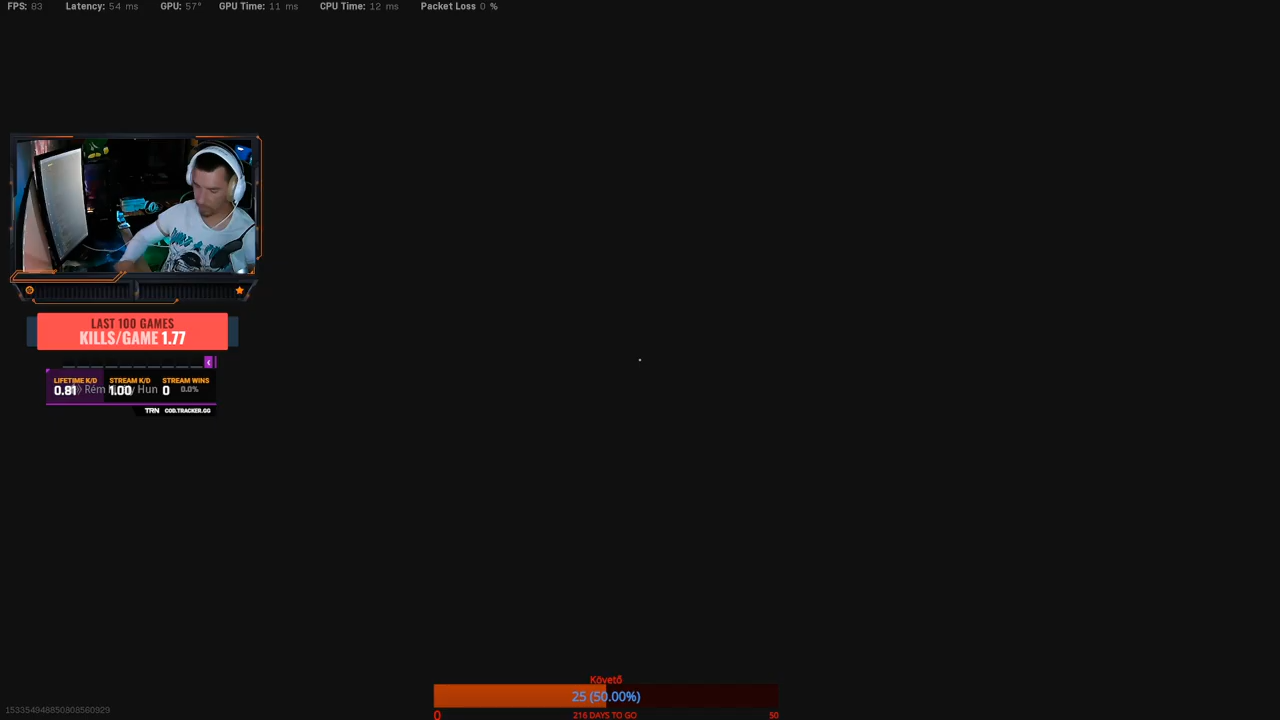 FPS: 83 Latency: 54 ms GPU: 57° GPU Time: 11 ms CPU Time: 12 ms Packet Loss 0 %
LAST 100 GAMES
KILLS/GAME 1.77
LIFETIME K/D STREAM K/D STREAM WINS
0.81 1.00 0 0.0%
Hun
TRN COD.TRACKER.GG
Követő
25 (50.00%)
0 216 DAYS TO GO 50